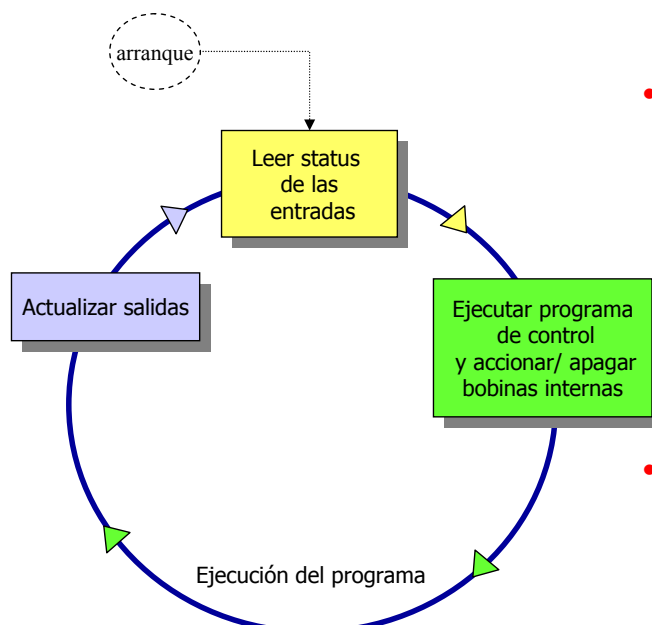 arranque
Leer status
de las
entradas
Actualizar salidas
Ejecutar programa
de control
y accionar/ apagar
bobinas internas
Ejecución del programa